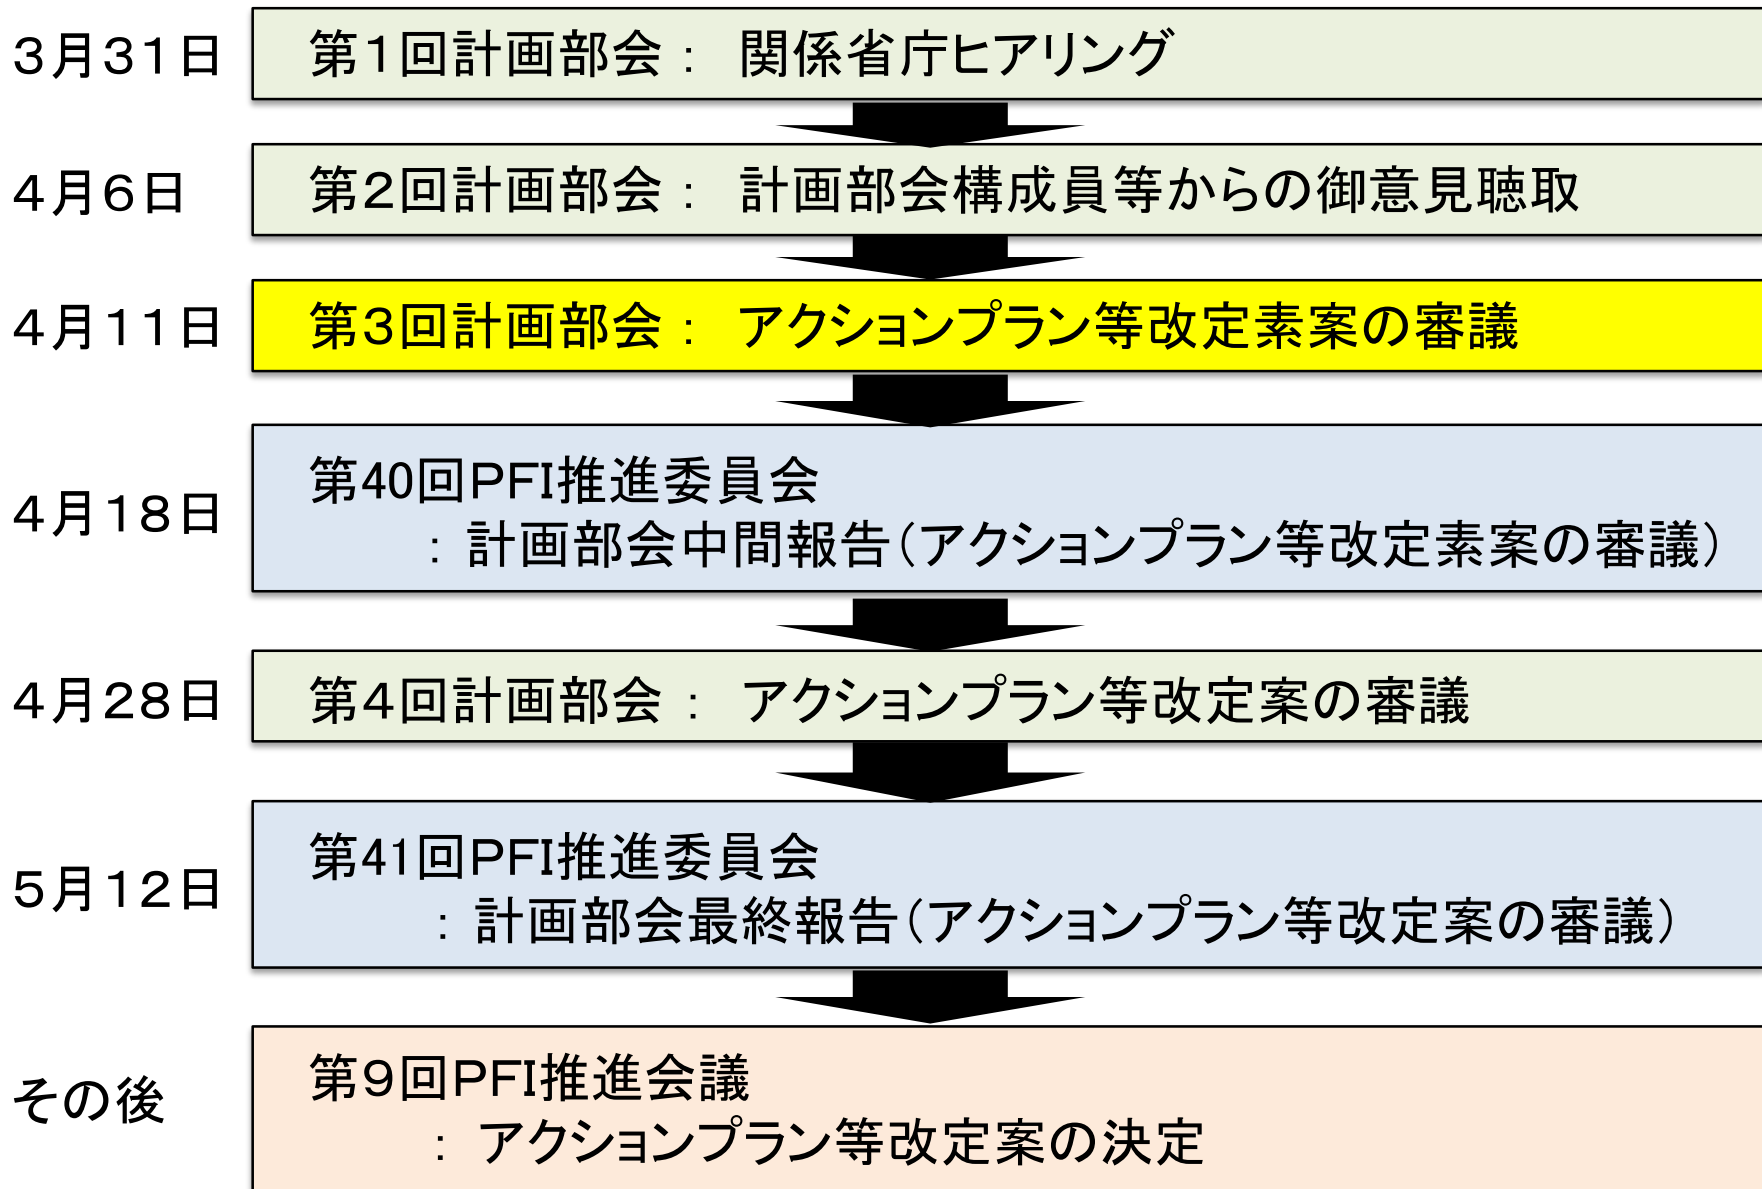 3月31日
第1回計画部会： 関係省庁ヒアリング
4月6日
第2回計画部会： 計画部会構成員等からの御意見聴取
4月11日
第3回計画部会： アクションプラン等改定素案の審議
4月18日
第40回PFI推進委員会
：計画部会中間報告（アクションプラン等改定素案の審議）
4月28日
第4回計画部会： アクションプラン等改定案の審議
5月12日
第41回PFI推進委員会
：計画部会最終報告（アクションプラン等改定案の審議）
その後
第9回PFI推進会議
：アクションプラン等改定案の決定